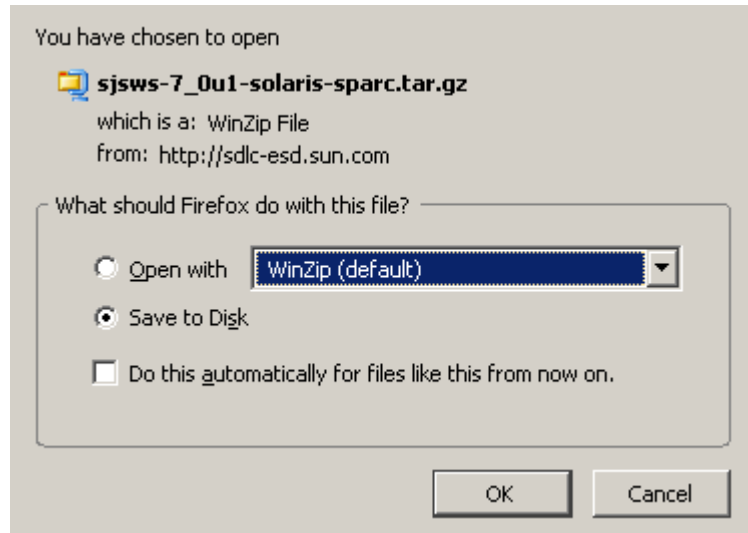 You have chosen to open
sjsws-7_0u1-solaris-sparc.tar.gz
which is a: WinZip File
from: http://sdlc-esd.sun.com
What should Firefox do with this file?
Open with WinZip (default)
Save to Disk
Do this automatically for files like this from now on.
OK Cancel